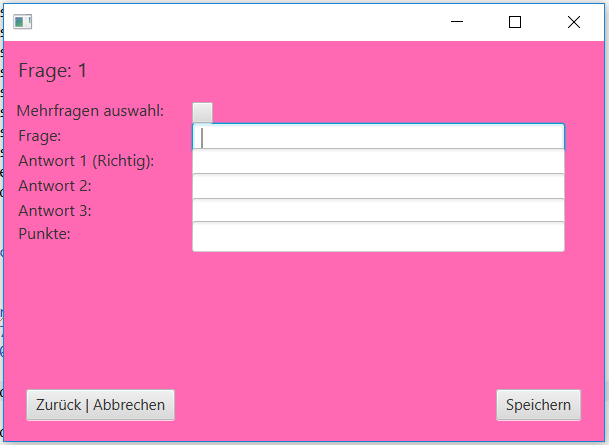 Frage: 1
Mehrfragen auswahl:
Frage:
Antwort 1 (Richtig):
Antwort 2:
Antwort 3:
Punkte:
Zurück | Abbrechen
Speichern